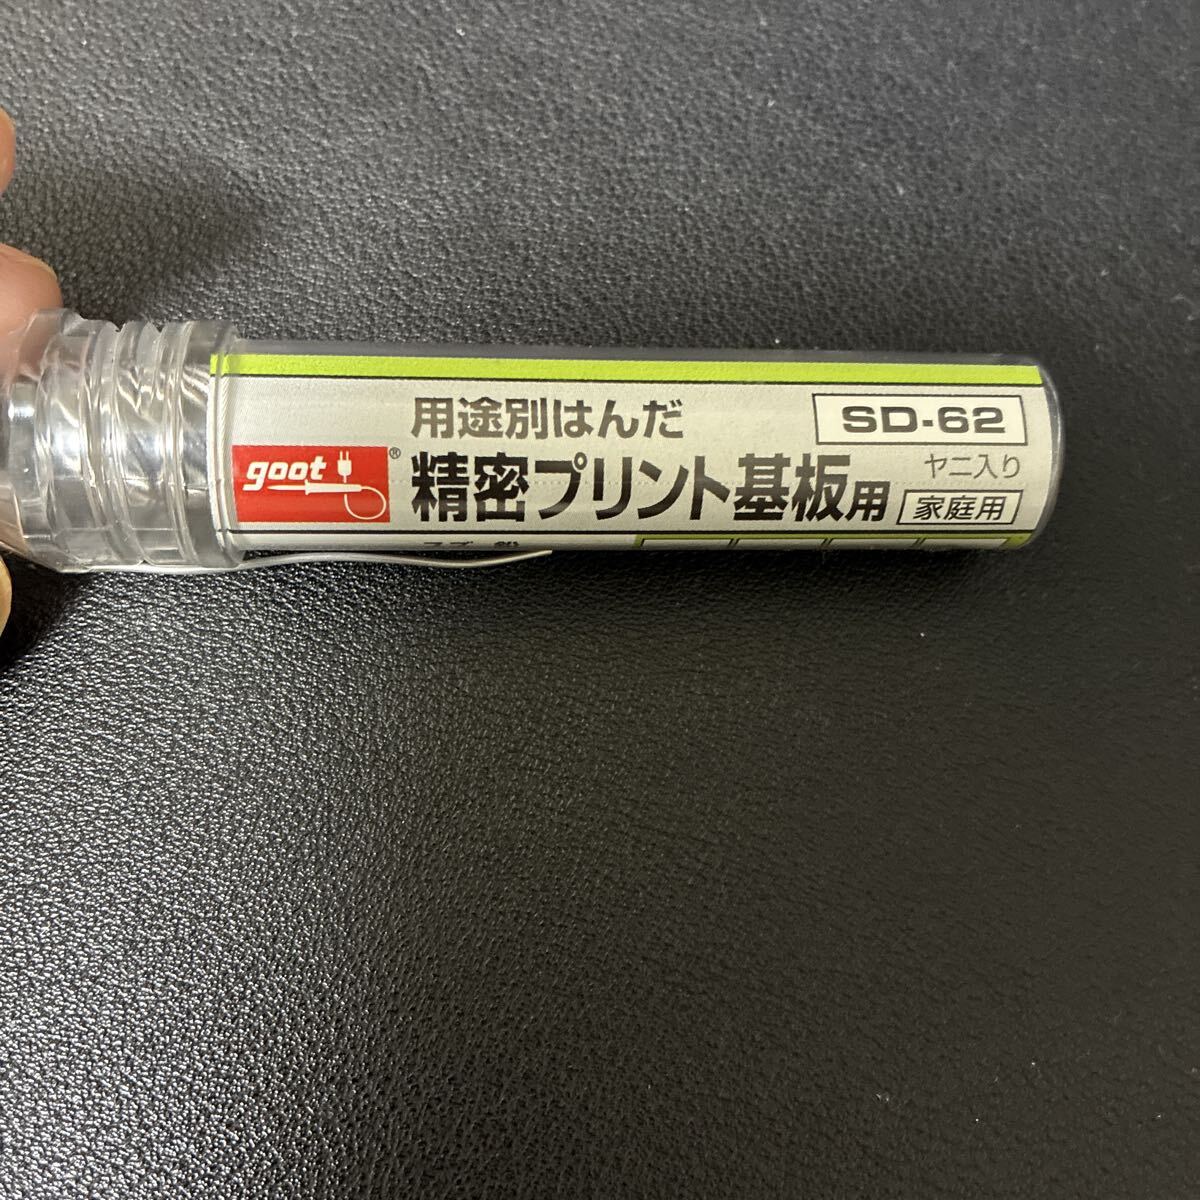 用途別はんだ
SD-62
goot®
精密プリント基板用
ヤニ入り
家庭用